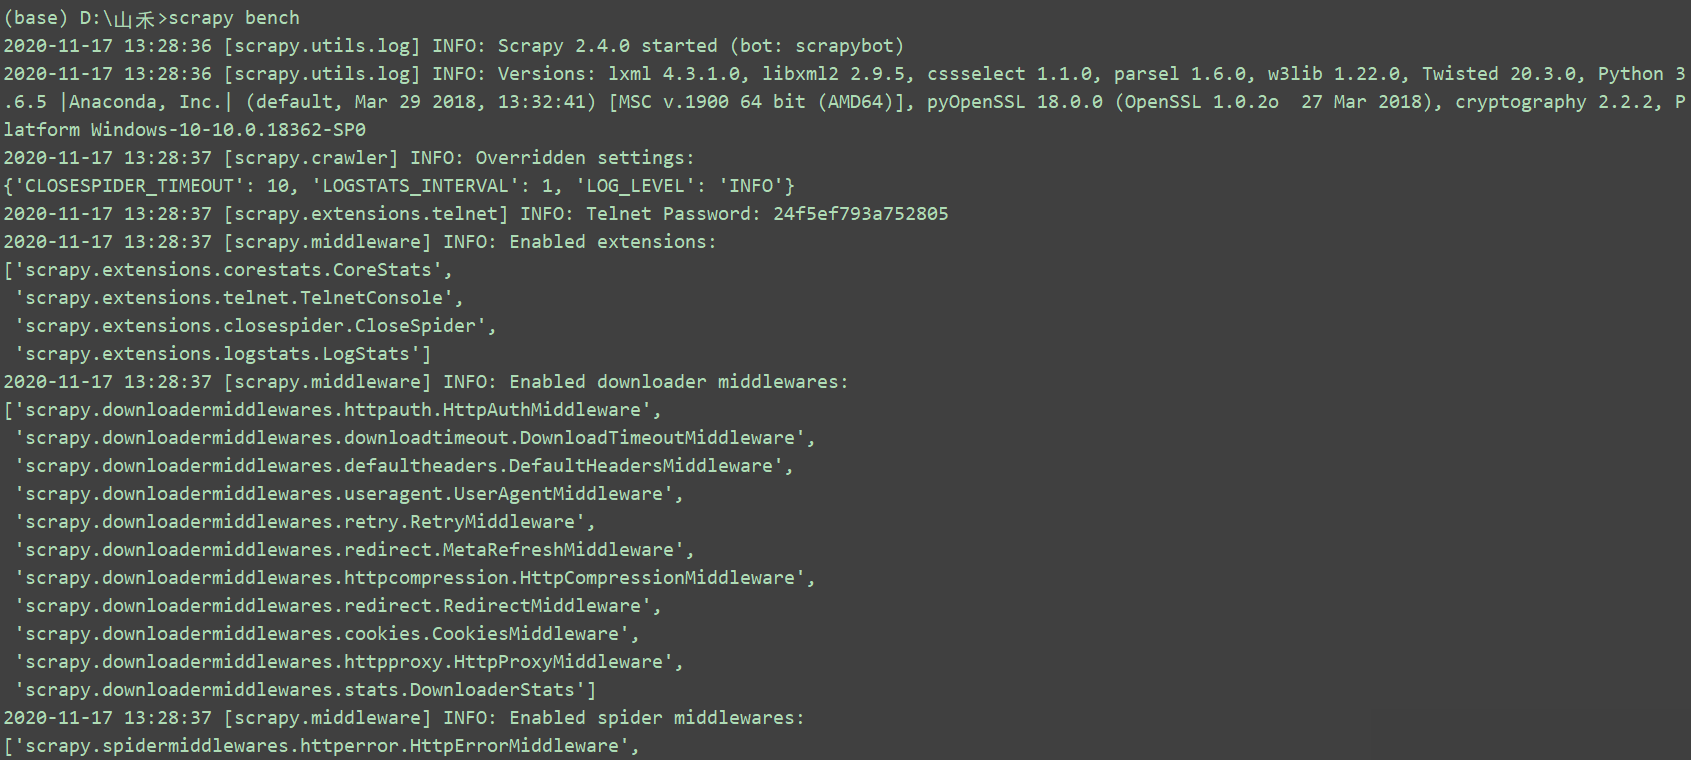 (base) D:\山禾>scrapy bench
2020-11-17 13:28:36 [scrapy.utils.log] INFO: Scrapy 2.4.0 started (bot: scrapybot)
2020-11-17 13:28:36 [scrapy.utils.log] INFO: Versions: lxml 4.3.1.0, libxml2 2.9.5, cssselect 1.1.0, parsel 1.6.0, w3lib 1.22.0, Twisted 20.3.0, Python 3
.6.5 |Anaconda, Inc.| (default, Mar 29 2018, 13:32:41) [MSC v.1900 64 bit (AMD64)], pyOpenSSL 18.0.0 (OpenSSL 1.0.2o  27 Mar 2018), cryptography 2.2.2, P
latform Windows-10-10.0.18362-SP0
2020-11-17 13:28:37 [scrapy.crawler] INFO: Overridden settings:
{'CLOSESPIDER_TIMEOUT': 10, 'LOGSTATS_INTERVAL': 1, 'LOG_LEVEL': 'INFO'}
2020-11-17 13:28:37 [scrapy.extensions.telnet] INFO: Telnet Password: 24f5ef793a752805
2020-11-17 13:28:37 [scrapy.middleware] INFO: Enabled extensions:
['scrapy.extensions.corestats.CoreStats',
 'scrapy.extensions.telnet.TelnetConsole',
 'scrapy.extensions.closespider.CloseSpider',
 'scrapy.extensions.logstats.LogStats']
2020-11-17 13:28:37 [scrapy.middleware] INFO: Enabled downloader middlewares:
['scrapy.downloadermiddlewares.httpauth.HttpAuthMiddleware',
 'scrapy.downloadermiddlewares.downloadtimeout.DownloadTimeoutMiddleware',
 'scrapy.downloadermiddlewares.defaultheaders.DefaultHeadersMiddleware',
 'scrapy.downloadermiddlewares.useragent.UserAgentMiddleware',
 'scrapy.downloadermiddlewares.retry.RetryMiddleware',
 'scrapy.downloadermiddlewares.redirect.MetaRefreshMiddleware',
 'scrapy.downloadermiddlewares.httpcompression.HttpCompressionMiddleware',
 'scrapy.downloadermiddlewares.redirect.RedirectMiddleware',
 'scrapy.downloadermiddlewares.cookies.CookiesMiddleware',
 'scrapy.downloadermiddlewares.httpproxy.HttpProxyMiddleware',
 'scrapy.downloadermiddlewares.stats.DownloaderStats']
2020-11-17 13:28:37 [scrapy.middleware] INFO: Enabled spider middlewares:
['scrapy.spidermiddlewares.httperror.HttpErrorMiddleware',